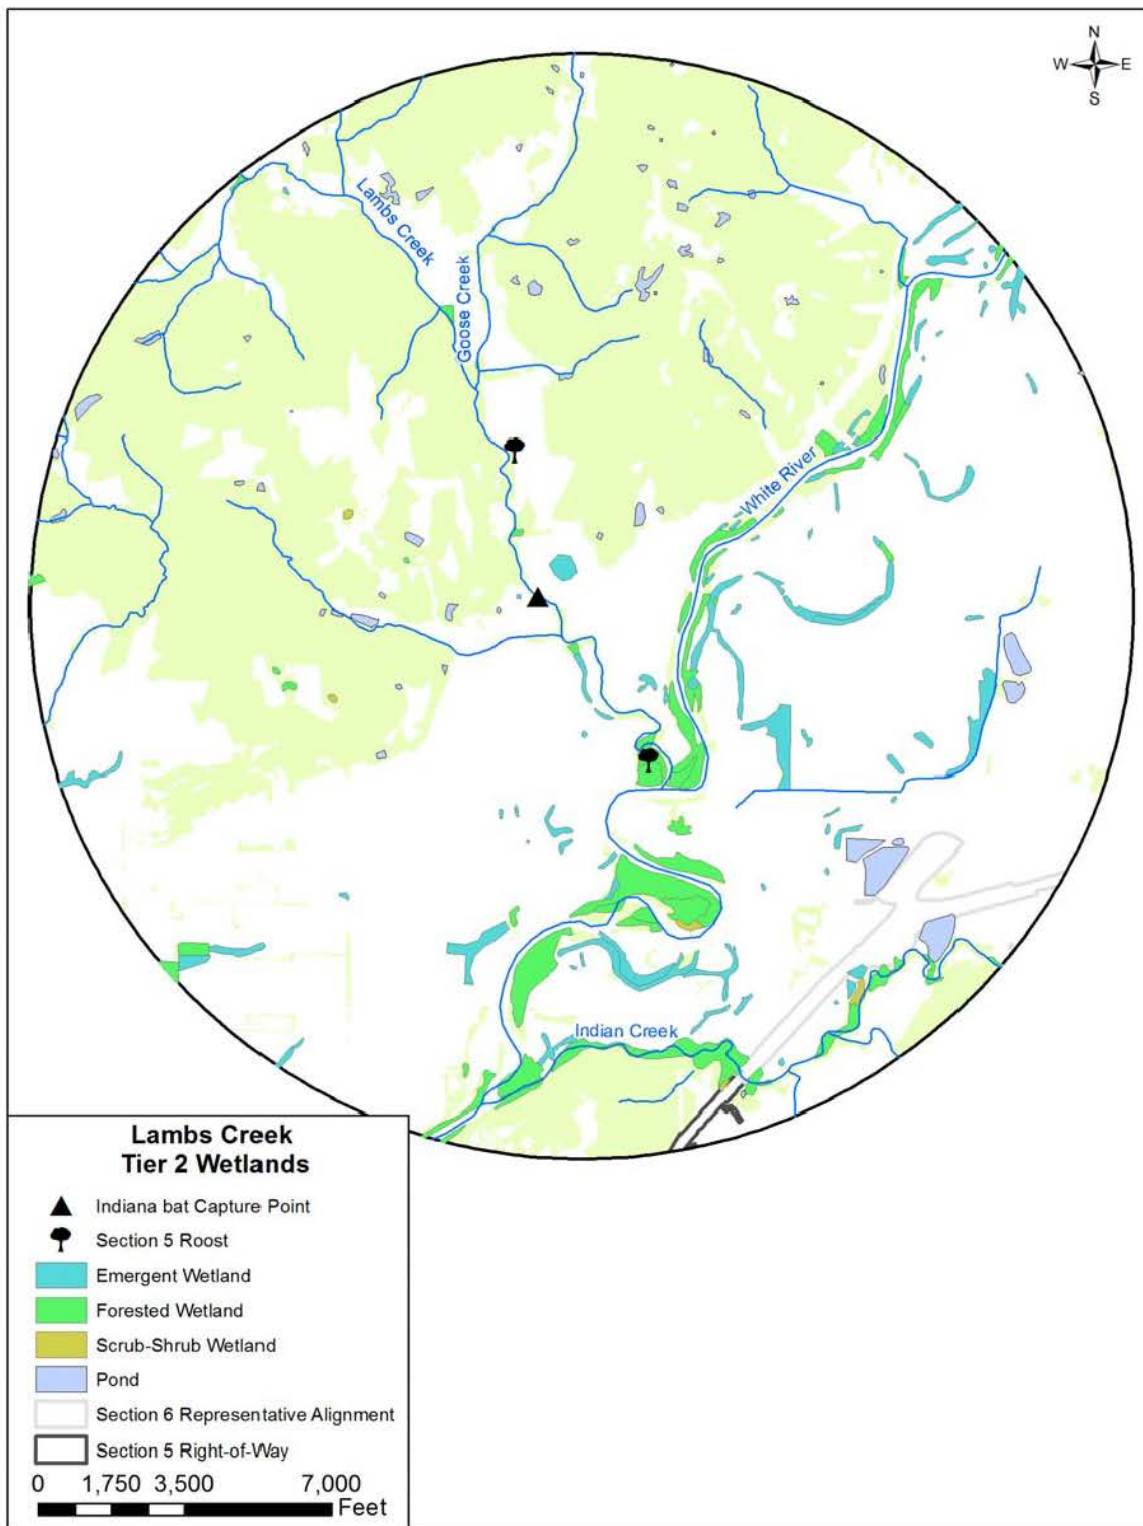 N
W E
S
Lambs Creek
Goose Creek
White River
Indian Creek
Lambs Creek
Tier 2 Wetlands
Indiana bat Capture Point
Section 5 Roost
Emergent Wetland
Forested Wetland
Scrub-Shrub Wetland
Pond
Section 6 Representative Alignment
Section 5 Right-of-Way
0 1,750 3,500 7,000
Feet